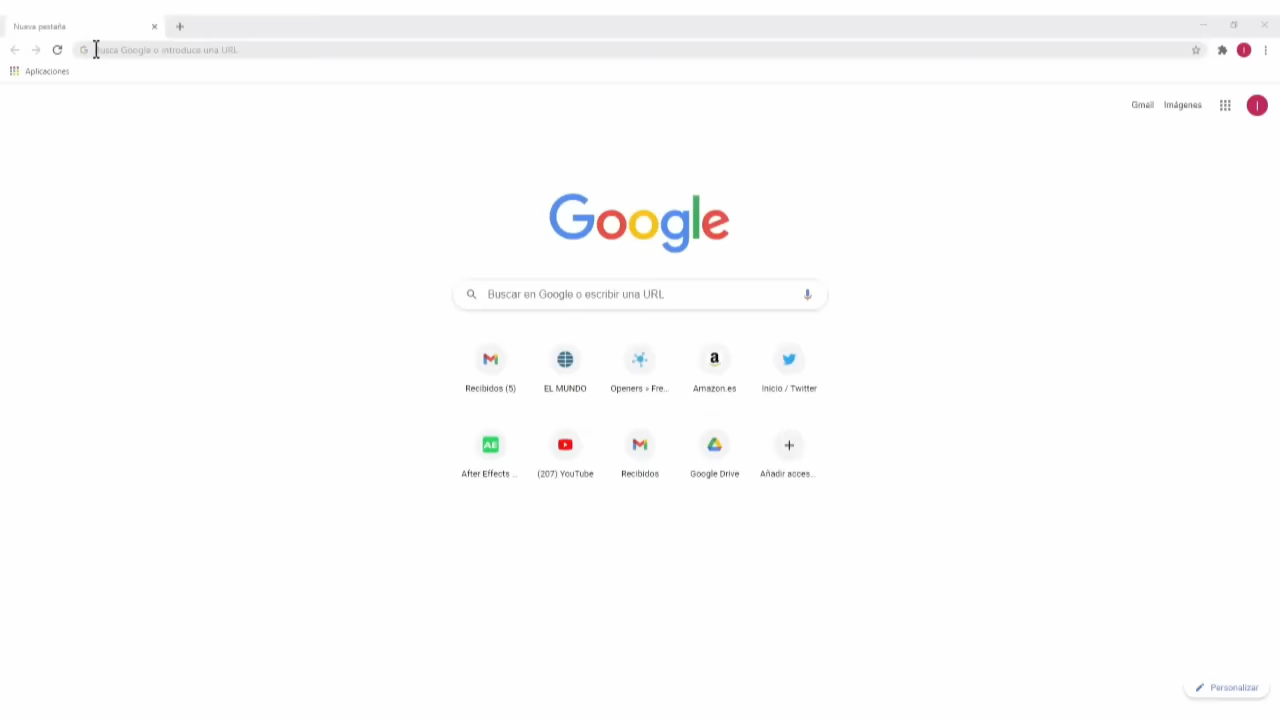 Nueva pestaña
Busca Google o introduce una URL
Aplicaciones
Gmail Imágenes
I
Google
Buscar en Google o escribir una URL
Recibidos (5) EL MUNDO Openers » Fre... Amazon.es Inicio / Twitter
After Effects ... (207) YouTube Recibidos Google Drive Añadir acces...
Personalizar